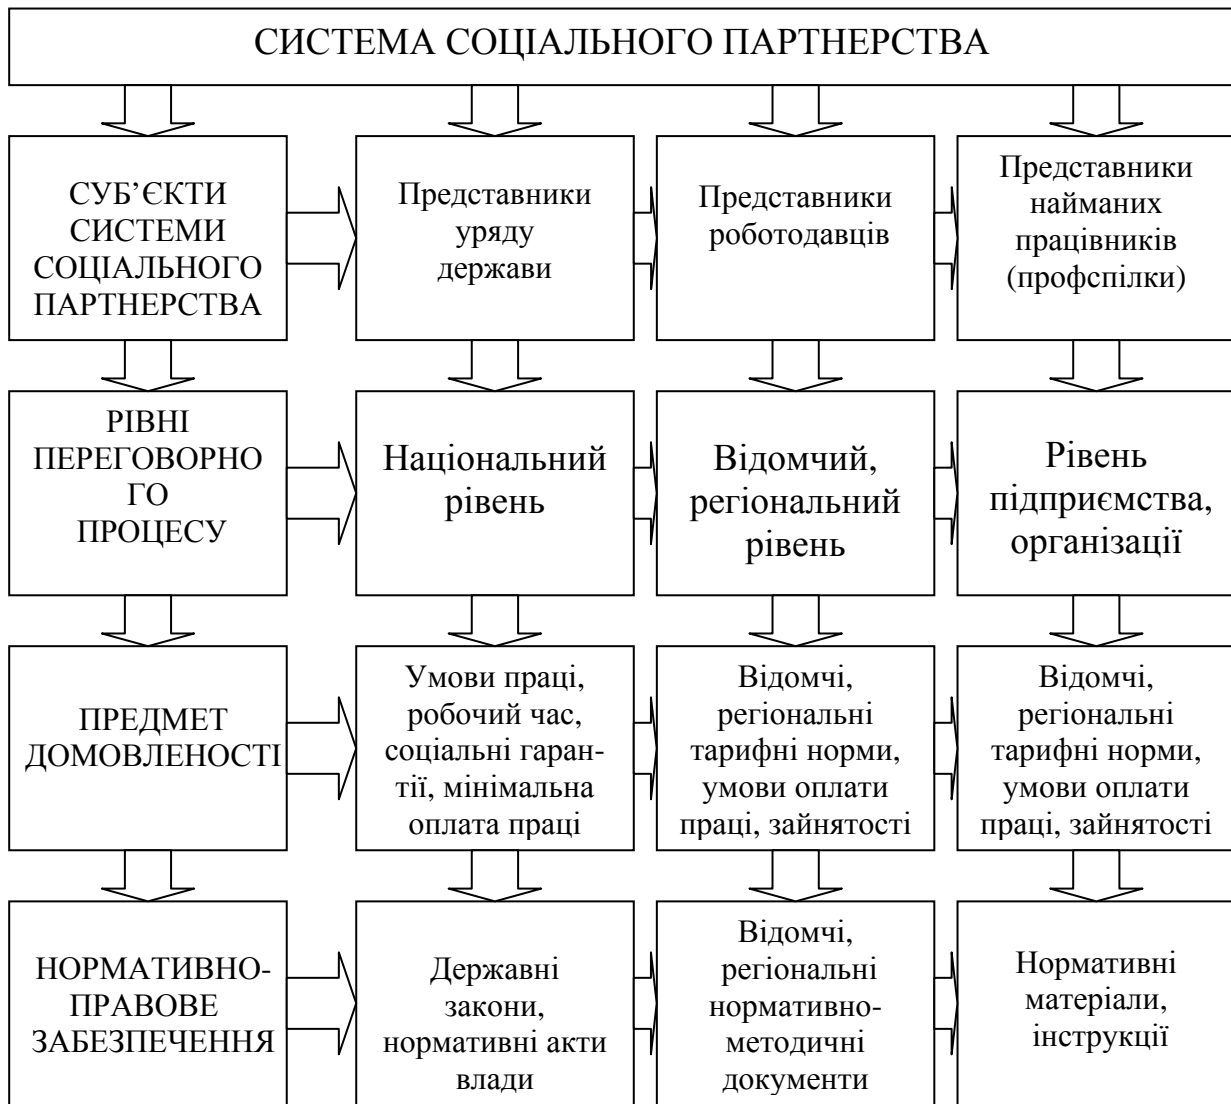 СИСТЕМА СОЦІАЛЬНОГО ПАРТНЕРСТВА
СУБ’ЄКТИ
СИСТЕМИ
СОЦІАЛЬНОГО
ПАРТНЕРСТВА
Представники
уряду
держави
Представники
роботодавців
Представники
найманих
працівників
(профспілки)
РІВНІ
ПЕРЕГОВОРНО
ГО
ПРОЦЕСУ
Національний
рівень
Відомчий,
регіональний
рівень
Рівень
підприємства,
організації
ПРЕДМЕТ
ДОМОВЛЕНОСТІ
Умови праці,
робочий час,
соціальні гаран-
тії, мінімальна
оплата праці
Відомчі,
регіональні
тарифні норми,
умови оплати
праці, зайнятості
Відомчі,
регіональні
тарифні норми,
умови оплати
праці, зайнятості
НОРМАТИВНО-
ПРАВОВЕ
ЗАБЕЗПЕЧЕННЯ
Державні
закони,
нормативні акти
влади
Відомчі,
регіональні
нормативно-
методичні
документи
Нормативні
матеріали,
інструкції